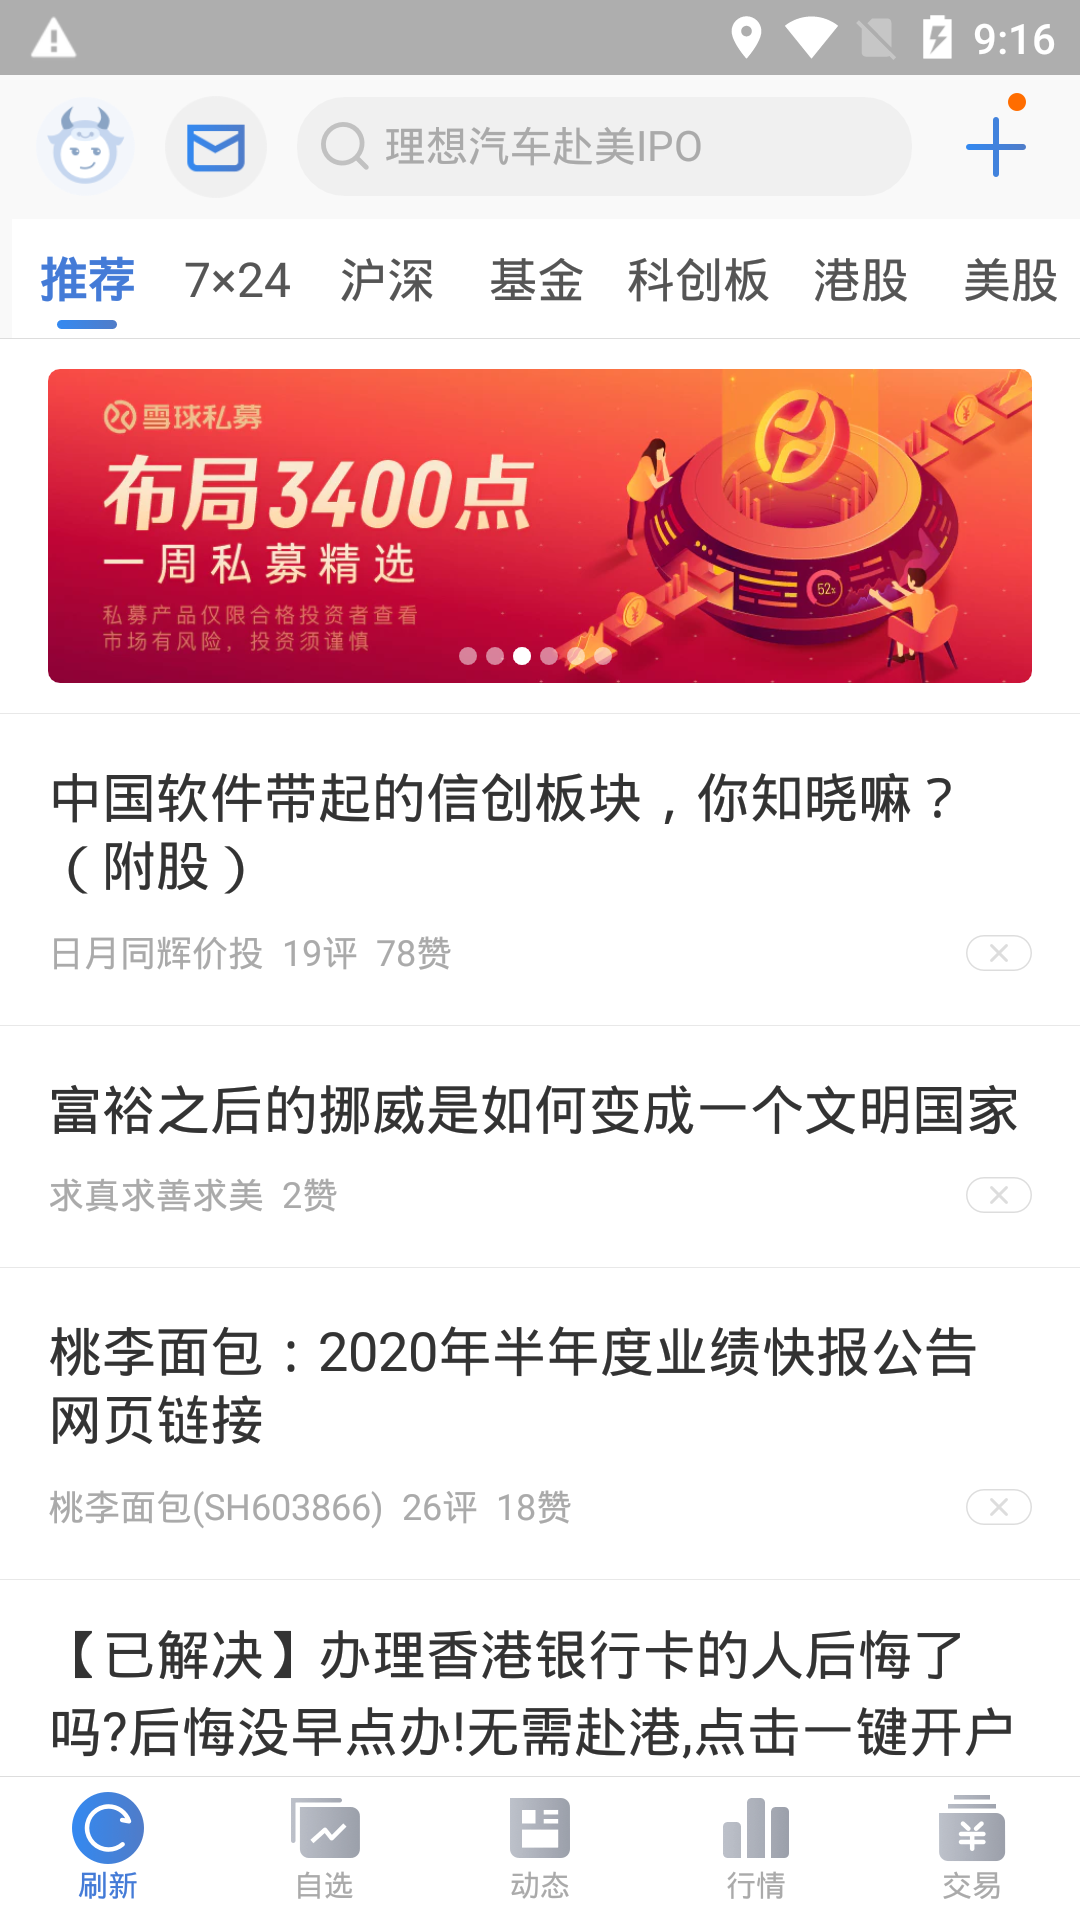 9:16
理想汽车赴美IPO
推荐 7×24 沪深 基金 科创板 港股 美股
雪球私募
布局3400点
一周私募精选
私募产品仅限合格投资者查看
市场有风险，投资须谨慎
52%
中国软件带起的信创板块，你知晓嘛？
（附股）
日月同辉价投 19评 78赞
富裕之后的挪威是如何变成一个文明国家
求真求善求美 2赞
桃李面包：2020年半年度业绩快报公告
网页链接
桃李面包(SH603866) 26评 18赞
【已解决】办理香港银行卡的人后悔了
吗?后悔没早点办!无需赴港,点击一键开户
刷新 自选 动态 行情 交易